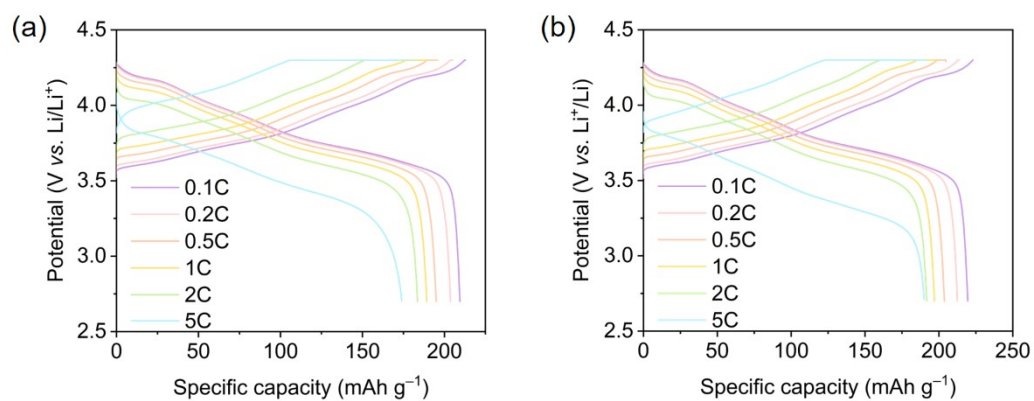 (a)
4.5
4.0
3.5
3.0
2.5
Potential (V vs. Li/Li⁺)
0.1C
0.2C
0.5C
1C
2C
5C
0 50 100 150 200
Specific capacity (mAh g⁻¹)
(b)
4.5
4.0
3.5
3.0
2.5
Potential (V vs. Li⁺/Li)
0.1C
0.2C
0.5C
1C
2C
5C
0 50 100 150 200 250
Specific capacity (mAh g⁻¹)